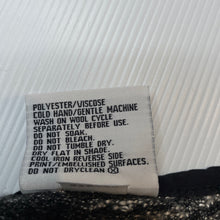 POLYESTER/VISCOSE
COLD HAND/GENTLE MACHINE
WASH ON WOOL CYCLE
SEPARATELY BEFORE USE.
DO NOT SOAK.
DO NOT BLEACH.
DO NOT TUMBLE DRY.
DRY FLAT IN SHADE.
COOL IRON REVERSE SIDE
PRINT/EMBELLISHED SURFACES.
DO NOT DRYCLEAN